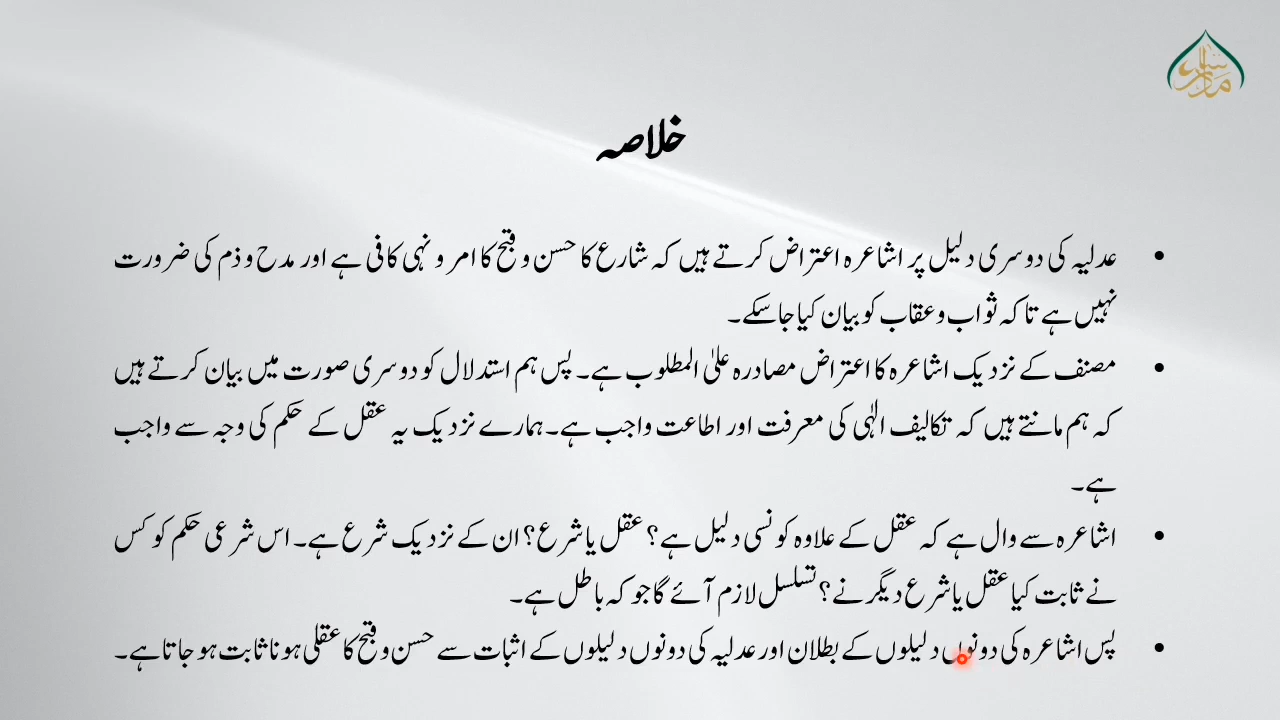 خلاصہ
عدلیہ کی دوسری دلیل پر اشاعرہ اعتراض کرتے ہیں کہ شارع کا حسن و قبح کا امر و نہی کافی ہے اور مدح و ذم کی ضرورت
نہیں ہے تاکہ ثواب و عقاب کو بیان کیا جا سکے۔
مصنف کے نزدیک اشاعرہ کا اعتراض مصادرہ علیٰ المطلوب ہے۔ پس ہم استدلال کو دوسری صورت میں بیان کرتے ہیں
کہ ہم مانتے ہیں کہ تکالیف الٰہی کی معرفت اور اطاعت واجب ہے۔ ہمارے نزدیک یہ عقل کے حکم کی وجہ سے واجب
ہے۔
اشاعرہ سے وال ہے کہ عقل کے علاوہ کونسی دلیل ہے؟ عقل یا شرع؟ ان کے نزدیک شرع ہے۔ اس شرعی حکم کو کس
نے ثابت کیا عقل یا شرع دیگر نے؟ تسلسل لازم آئے گا جو کہ باطل ہے۔
پس اشاعرہ کی دونوں دلیلوں کے بطلان اور عدلیہ کی دونوں دلیلوں کے اثبات سے حسن و قبح کا عقلی ہونا ثابت ہو جاتا ہے۔